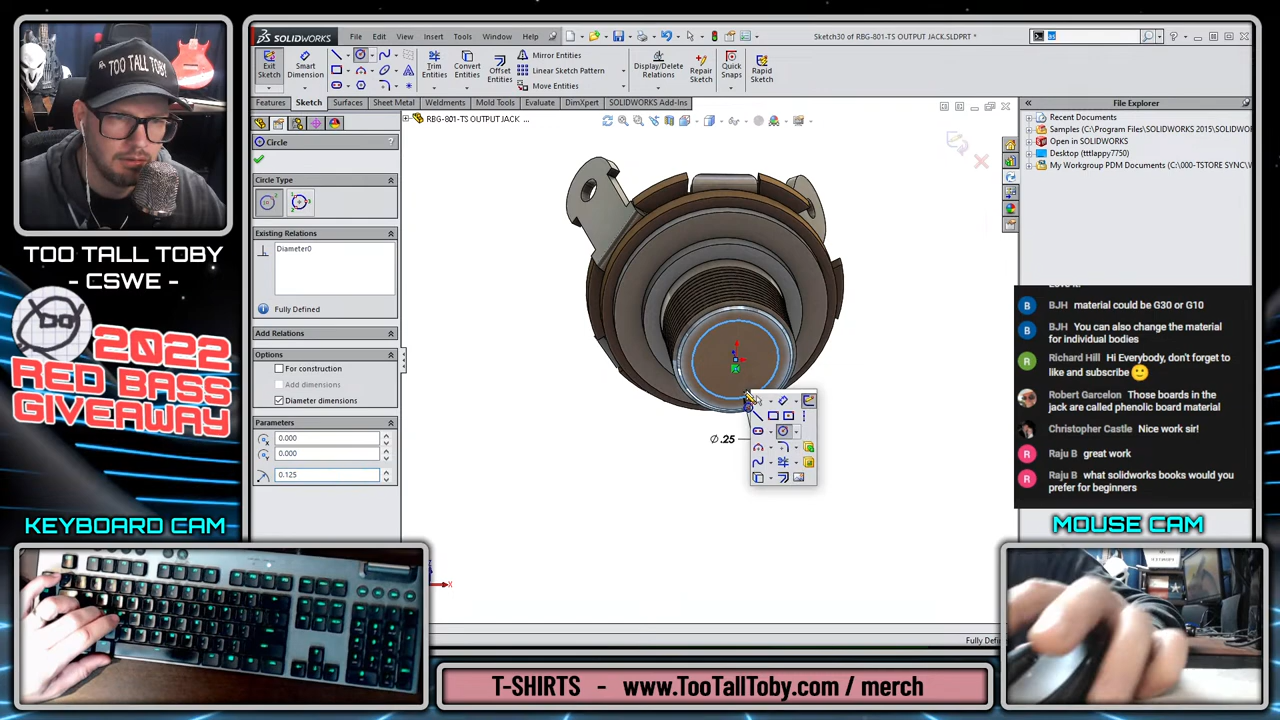 SOLIDWORKS
File Edit View Insert Tools Window Help
Sketch30 of RBG-801-TS OUTPUT JACK.SLDPRT *
Exit Sketch
Smart Dimension
Trim Entities
Convert Entities
Offset Entities
Mirror Entities
Linear Sketch Pattern
Move Entities
Display/Delete Relations
Repair Sketch
Quick Snaps
Rapid Sketch
Features Sketch Surfaces Sheet Metal Weldments Mold Tools Evaluate DimXpert SOLIDWORKS Add-Ins
RBG-801-TS OUTPUT JACK ...
Circle
?
Circle Type
Existing Relations
Diameter0
Fully Defined
Add Relations
Options
For construction
Add dimensions
Diameter dimensions
Parameters
0.000
0.000
0.125
Ø.25
X
Fully Defin
File Explorer
Recent Documents
Samples (C:\Program Files\SOLIDWORKS 2015\SOLIDWO
Open in SOLIDWORKS
Desktop (tttlappy7750)
My Workgroup PDM Documents (C:\000-TSTORE SYNC\W
TOO TALL TOBY
TOO TALL TOBY
- CSWE -
2022
RED BASS
GIVEAWAY
KEYBOARD CAM
B BJH material could be G30 or G10
B BJH You can also change the material
for individual bodies
R Richard Hill Hi Everybody, don't forget to
like and subscribe 🙂
Robert Garcelon Those boards in the
jack are called phenolic board material
Christopher Castle Nice work sir!
R Raju B great work
R Raju B what solidworks books would you
prefer for beginners
MOUSE CAM
T-SHIRTS - www.TooTallToby.com / merch